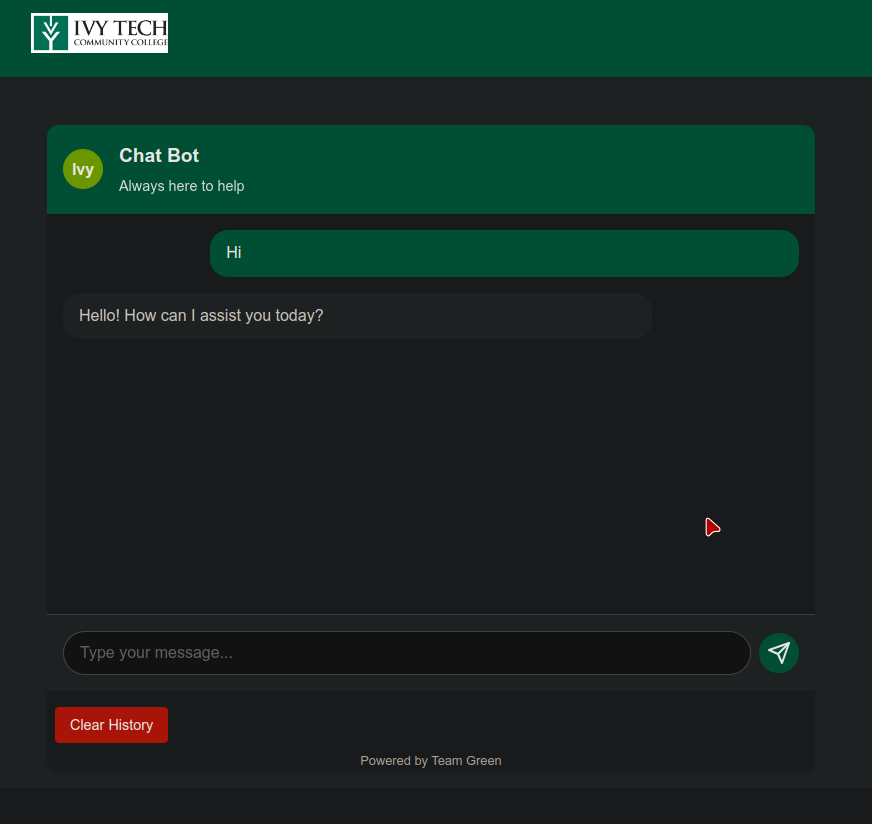 IVY TECH
COMMUNITY COLLEGE
Ivy
Chat Bot
Always here to help
Hi
Hello! How can I assist you today?
Type your message...
Clear History
Powered by Team Green